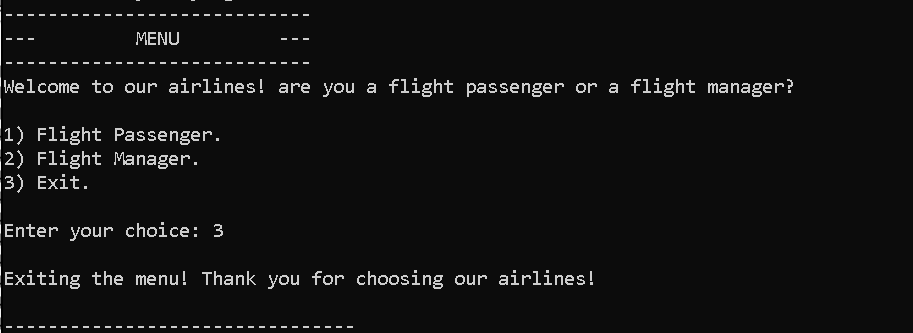 ----------------------------
---         MENU         ---
----------------------------
Welcome to our airlines! are you a flight passenger or a flight manager?
1) Flight Passenger.
2) Flight Manager.
3) Exit.
Enter your choice: 3
Exiting the menu! Thank you for choosing our airlines!
--------------------------------